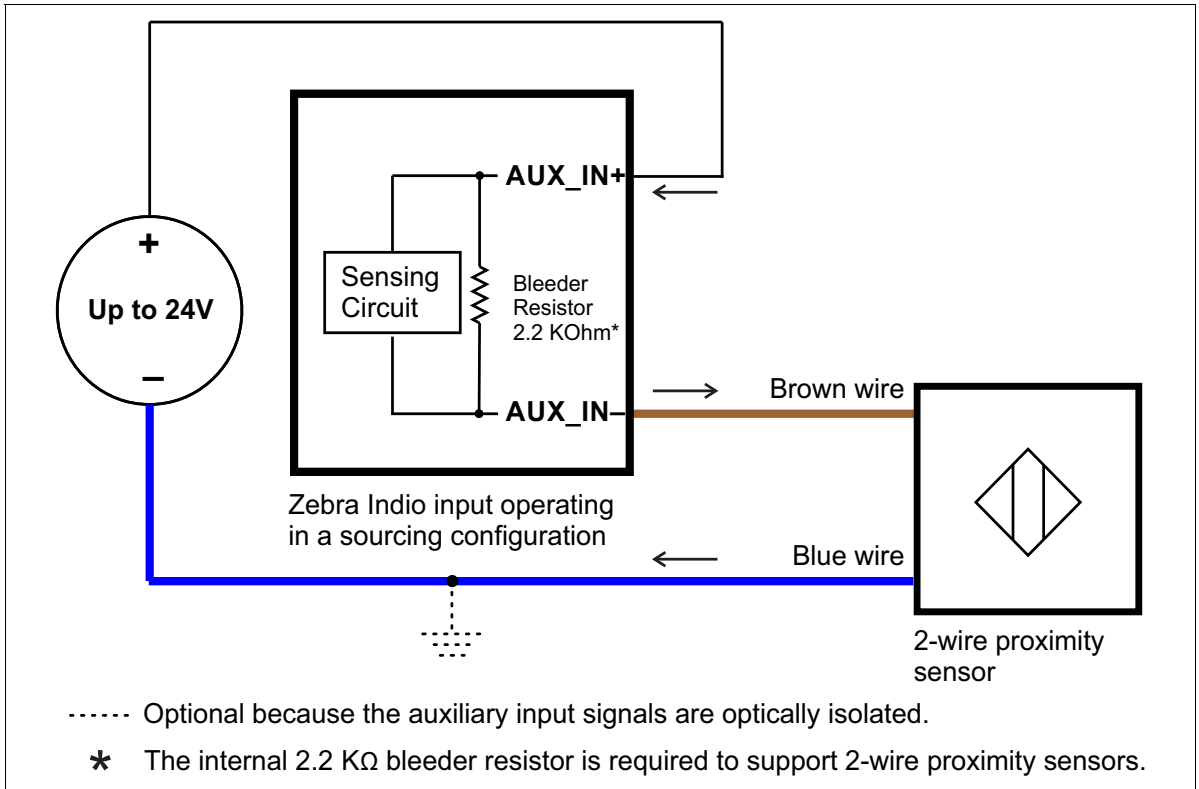 AUX_IN+
+
Up to 24V
–
Sensing
Circuit
Bleeder
Resistor
2.2 KOhm*
AUX_IN–
Brown wire
Zebra Indio input operating
in a sourcing configuration
Blue wire
2-wire proximity
sensor
Optional because the auxiliary input signals are optically isolated.
* The internal 2.2 KΩ bleeder resistor is required to support 2-wire proximity sensors.